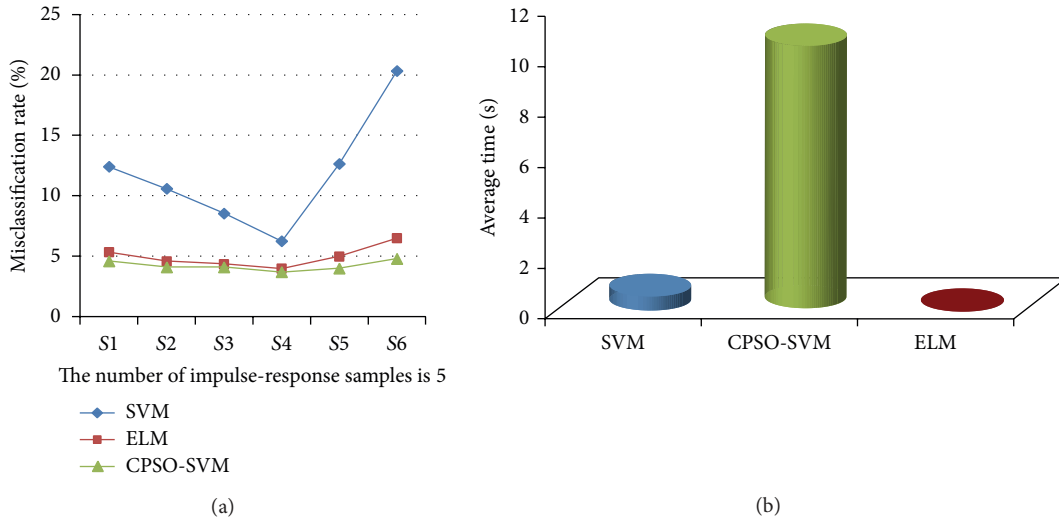 25
20
15
10
5
0
Misclassification rate (%)
S1 S2 S3 S4 S5 S6
The number of impulse-response samples is 5
SVM
ELM
CPSO-SVM
(a)
12
10
8
6
4
2
0
Average time (s)
SVM CPSO-SVM ELM
(b)